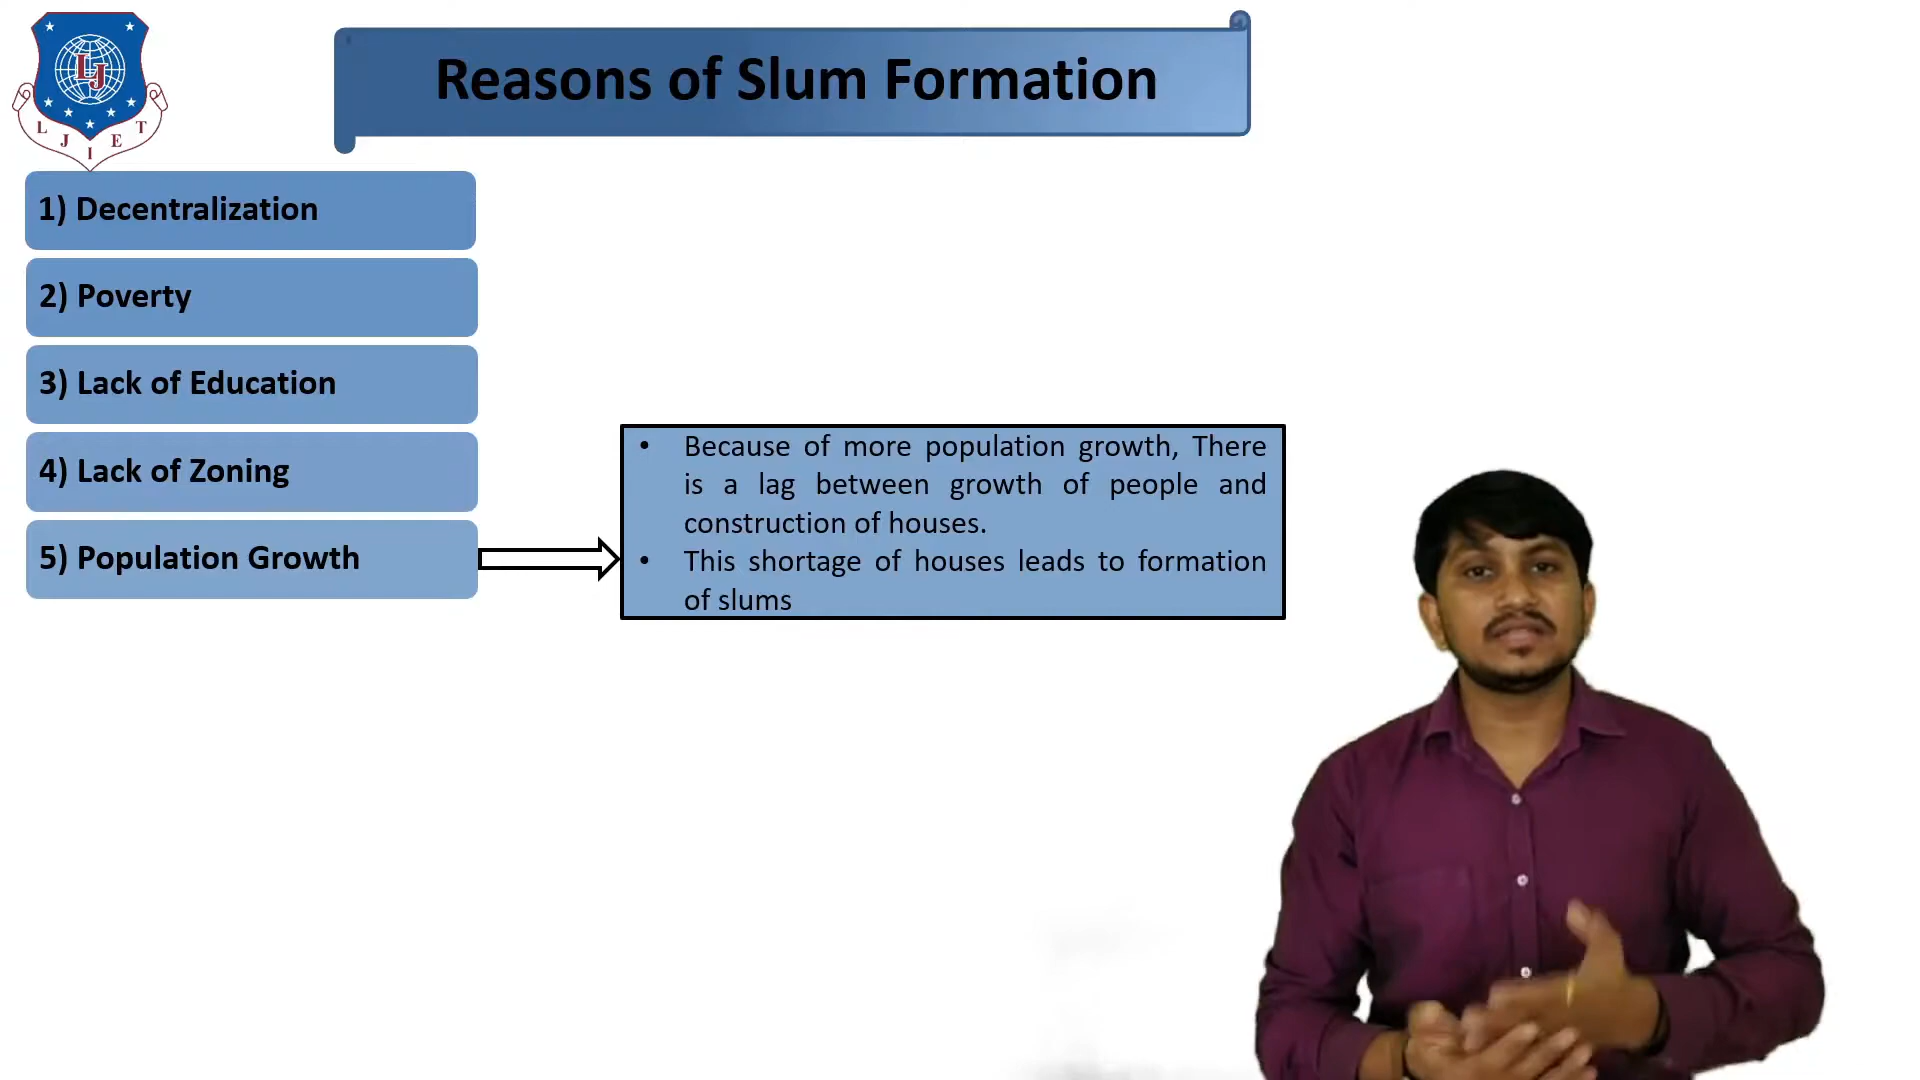 LJ
L J I E T
Reasons of Slum Formation
1) Decentralization
2) Poverty
3) Lack of Education
4) Lack of Zoning
5) Population Growth
• Because of more population growth, There
is a lag between growth of people and
construction of houses.
• This shortage of houses leads to formation
of slums